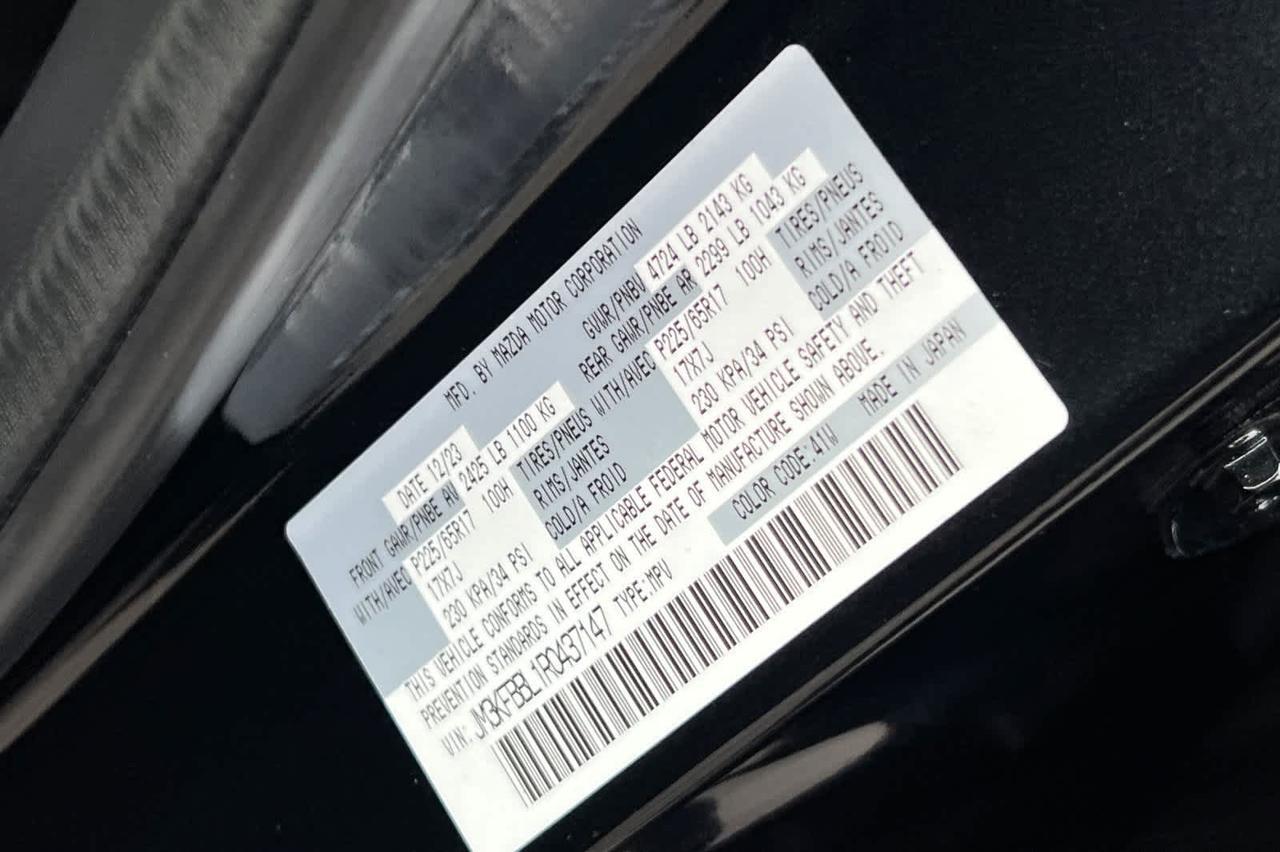 MFD. BY MAZDA MOTOR CORPORATION
DATE 12/23 GVWR/PNBV 4724 LB 2143 KG
FRONT GAWR/PNBE AV 2425 LB 1100 KG REAR GAWR/PNBE AR 2299 LB 1043 KG
WITH/AVEC P225/65R17 100H TIRES/PNEUS WITH/AVEC P225/65R17 100H TIRES/PNEUS
17X7J RIMS/JANTES 17X7J RIMS/JANTES
230 KPA/34 PSI COLD/A FROID 230 KPA/34 PSI COLD/A FROID
THIS VEHICLE CONFORMS TO ALL APPLICABLE FEDERAL MOTOR VEHICLE SAFETY AND THEFT
PREVENTION STANDARDS IN EFFECT ON THE DATE OF MANUFACTURE SHOWN ABOVE.
VIN: JM3KFBBL1R0437147 TYPE:MPV COLOR CODE:41W MADE IN JAPAN